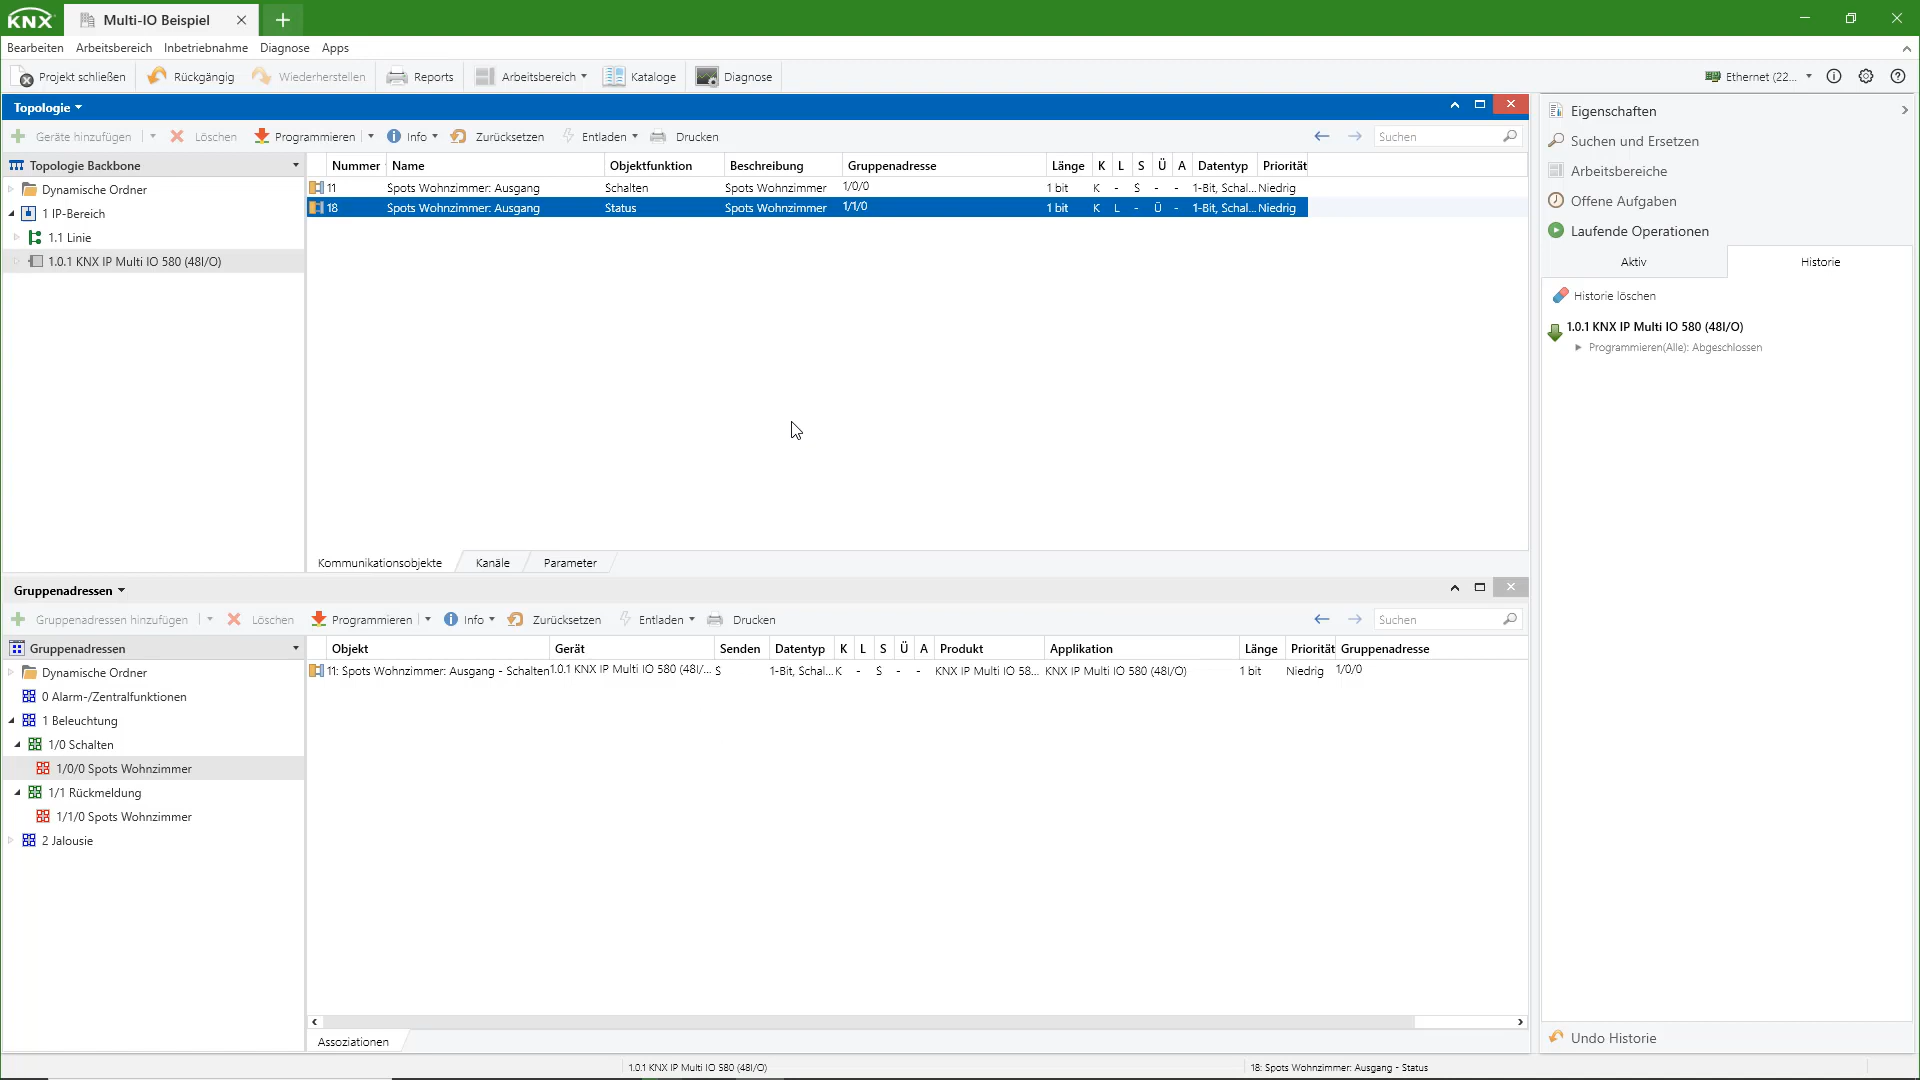 KNX Multi-IO Beispiel
Bearbeiten Arbeitsbereich Inbetriebnahme Diagnose Apps
Projekt schließen Rückgängig Wiederherstellen Reports Arbeitsbereich Kataloge Diagnose Ethernet (22...
Topologie
Geräte hinzufügen Löschen Programmieren Info Zurücksetzen Entladen Drucken Suchen
Topologie Backbone
Dynamische Ordner
1 IP-Bereich
1.1 Linie
1.0.1 KNX IP Multi IO 580 (48I/O)
Nummer Name Objektfunktion Beschreibung Gruppenadresse Länge K L S Ü A Datentyp Priorität
11 Spots Wohnzimmer: Ausgang Schalten Spots Wohnzimmer 1/0/0 1 bit K - S - - 1-Bit, Schal... Niedrig
18 Spots Wohnzimmer: Ausgang Status Spots Wohnzimmer 1/1/0 1 bit K L - Ü - 1-Bit, Schal... Niedrig
Kommunikationsobjekte Kanäle Parameter
Gruppenadressen
Gruppenadressen hinzufügen Löschen Programmieren Info Zurücksetzen Entladen Drucken Suchen
Gruppenadressen
Dynamische Ordner
0 Alarm-/Zentralfunktionen
1 Beleuchtung
1/0 Schalten
1/0/0 Spots Wohnzimmer
1/1 Rückmeldung
1/1/0 Spots Wohnzimmer
2 Jalousie
Objekt Gerät Senden Datentyp K L S Ü A Produkt Applikation Länge Priorität Gruppenadresse
11: Spots Wohnzimmer: Ausgang - Schalten 1.0.1 KNX IP Multi IO 580 (48I/... S 1-Bit, Schal... K - S - - KNX IP Multi IO 58... KNX IP Multi IO 580 (48I/O) 1 bit Niedrig 1/0/0
Assoziationen
Eigenschaften
Suchen und Ersetzen
Arbeitsbereiche
Offene Aufgaben
Laufende Operationen
Aktiv Historie
Historie löschen
1.0.1 KNX IP Multi IO 580 (48I/O)
Programmieren(Alle): Abgeschlossen
Undo Historie
1.0.1 KNX IP Multi IO 580 (48I/O) 18: Spots Wohnzimmer: Ausgang - Status